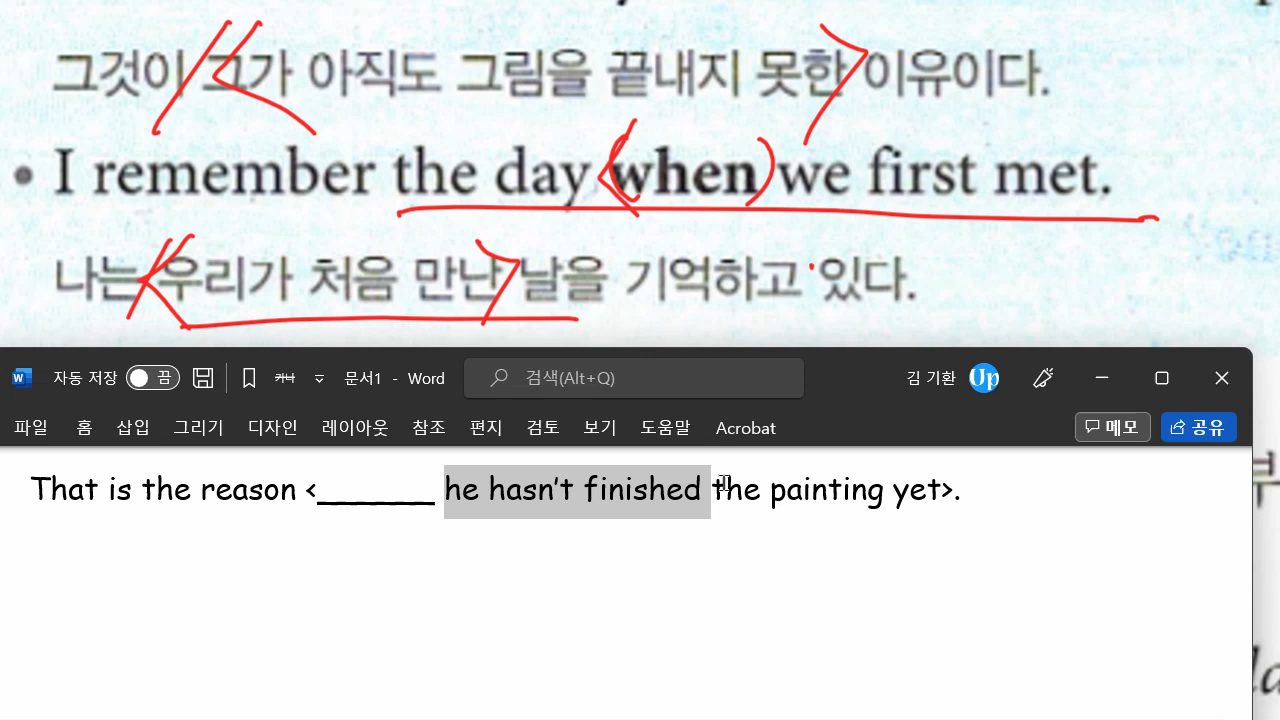 그것이 그가 아직도 그림을 끝내지 못한 이유이다.
• I remember the day when we first met.
나는 우리가 처음 만난 날을 기억하고 있다.
자동 저장 끔 가나 문서1 - Word 검색(Alt+Q) 김 기환 Up
파일 홈 삽입 그리기 디자인 레이아웃 참조 편지 검토 보기 도움말 Acrobat 메모 공유
That is the reason <______ he hasn't finished the painting yet>.